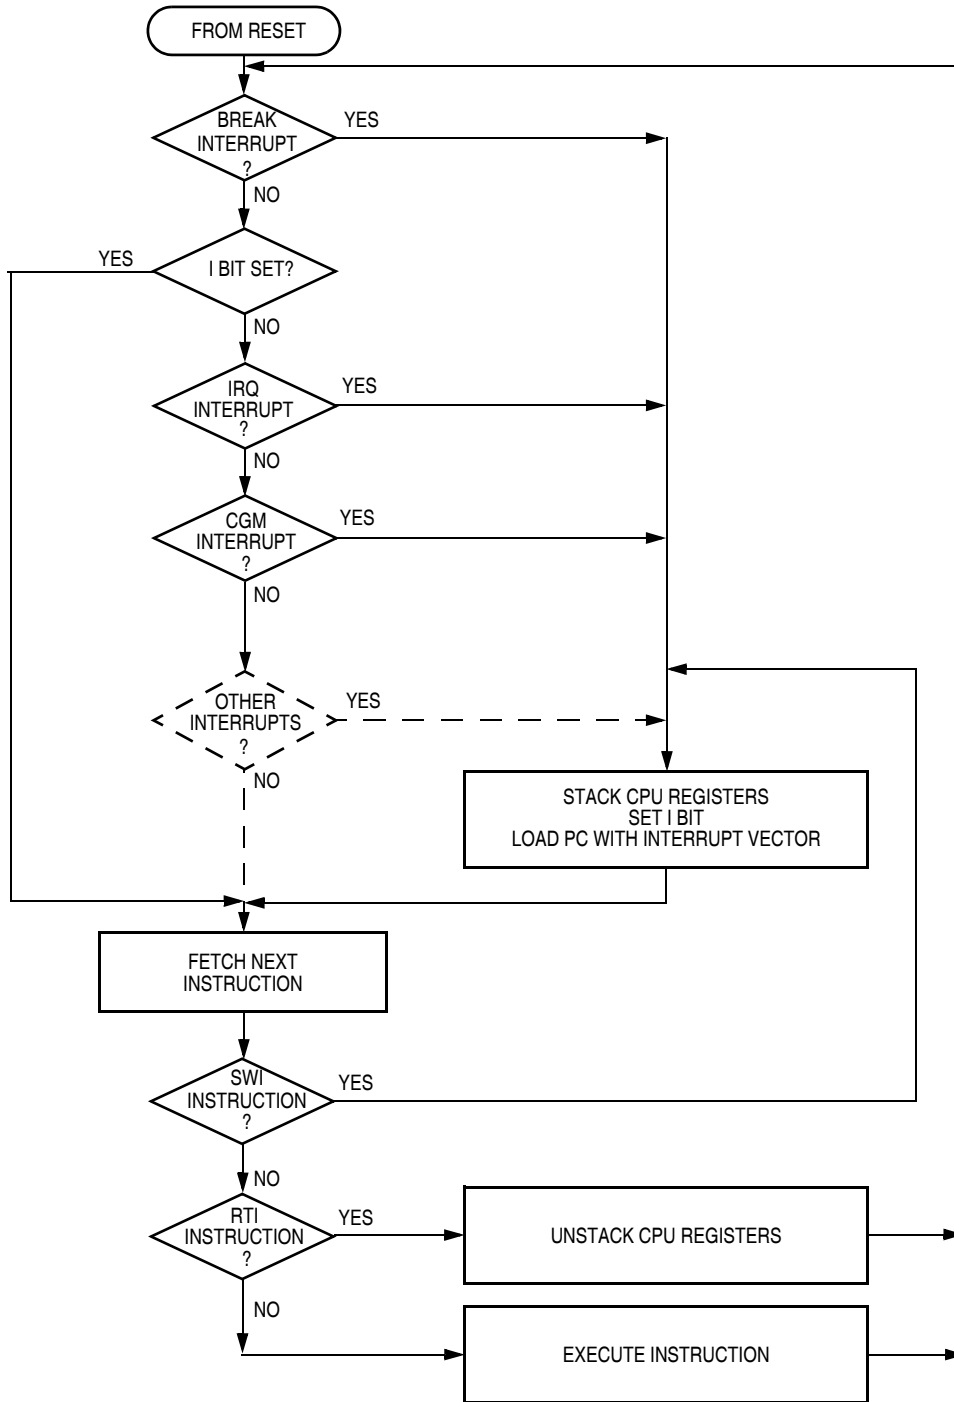 FROM RESET
BREAK
INTERRUPT
?
YES
NO
YES
I BIT SET?
NO
IRQ
INTERRUPT
?
YES
NO
CGM
INTERRUPT
?
YES
NO
OTHER
INTERRUPTS
?
YES
NO
STACK CPU REGISTERS
SET I BIT
LOAD PC WITH INTERRUPT VECTOR
FETCH NEXT
INSTRUCTION
SWI
INSTRUCTION
?
YES
NO
RTI
INSTRUCTION
?
YES
UNSTACK CPU REGISTERS
NO
EXECUTE INSTRUCTION